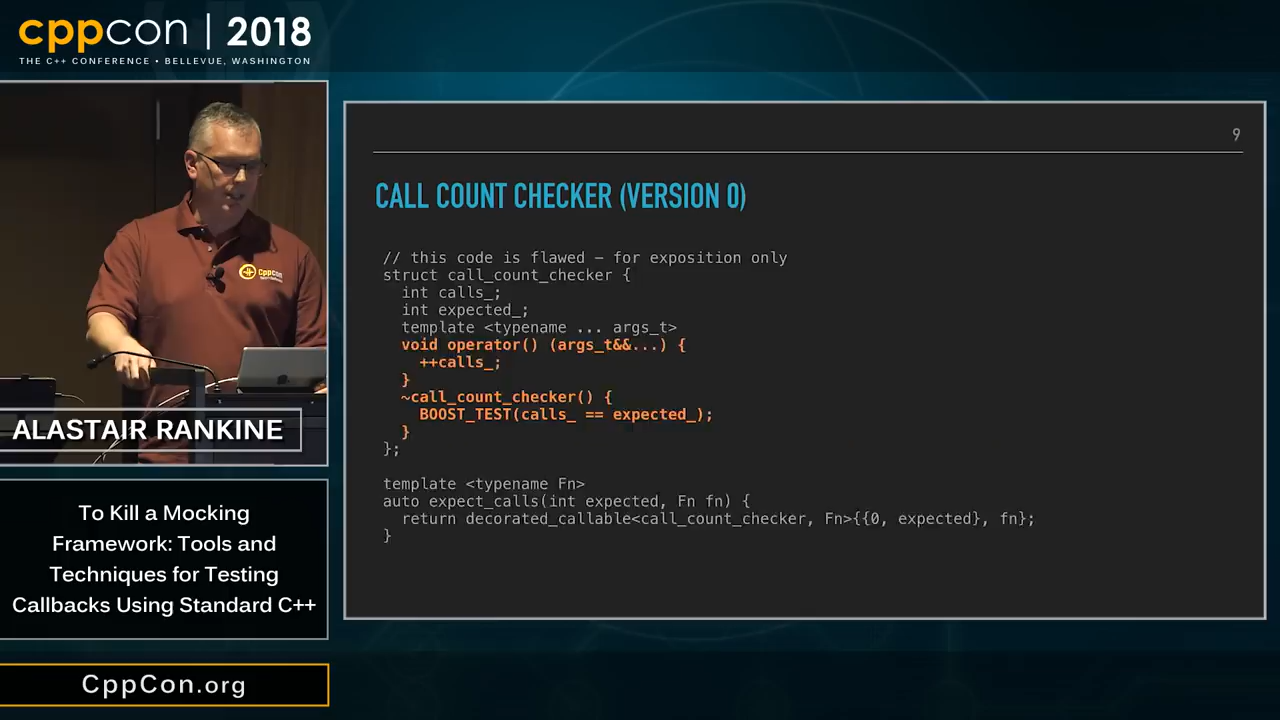 cppcon | 2018
THE C++ CONFERENCE • BELLEVUE, WASHINGTON
CppCon
ALASTAIR RANKINE
To Kill a Mocking
Framework: Tools and
Techniques for Testing
Callbacks Using Standard C++
CppCon.org
9
CALL COUNT CHECKER (VERSION 0)
// this code is flawed – for exposition only
struct call_count_checker {
  int calls_;
  int expected_;
  template <typename ... args_t>
  void operator() (args_t&&...) {
    ++calls_;
  }
  ~call_count_checker() {
    BOOST_TEST(calls_ == expected_);
  }
};
template <typename Fn>
auto expect_calls(int expected, Fn fn) {
  return decorated_callable<call_count_checker, Fn>{{0, expected}, fn};
}